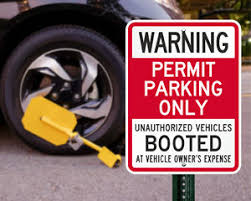 WARNING
PERMIT
PARKING
ONLY
UNAUTHORIZED VEHICLES
BOOTED
AT VEHICLE OWNER'S EXPENSE